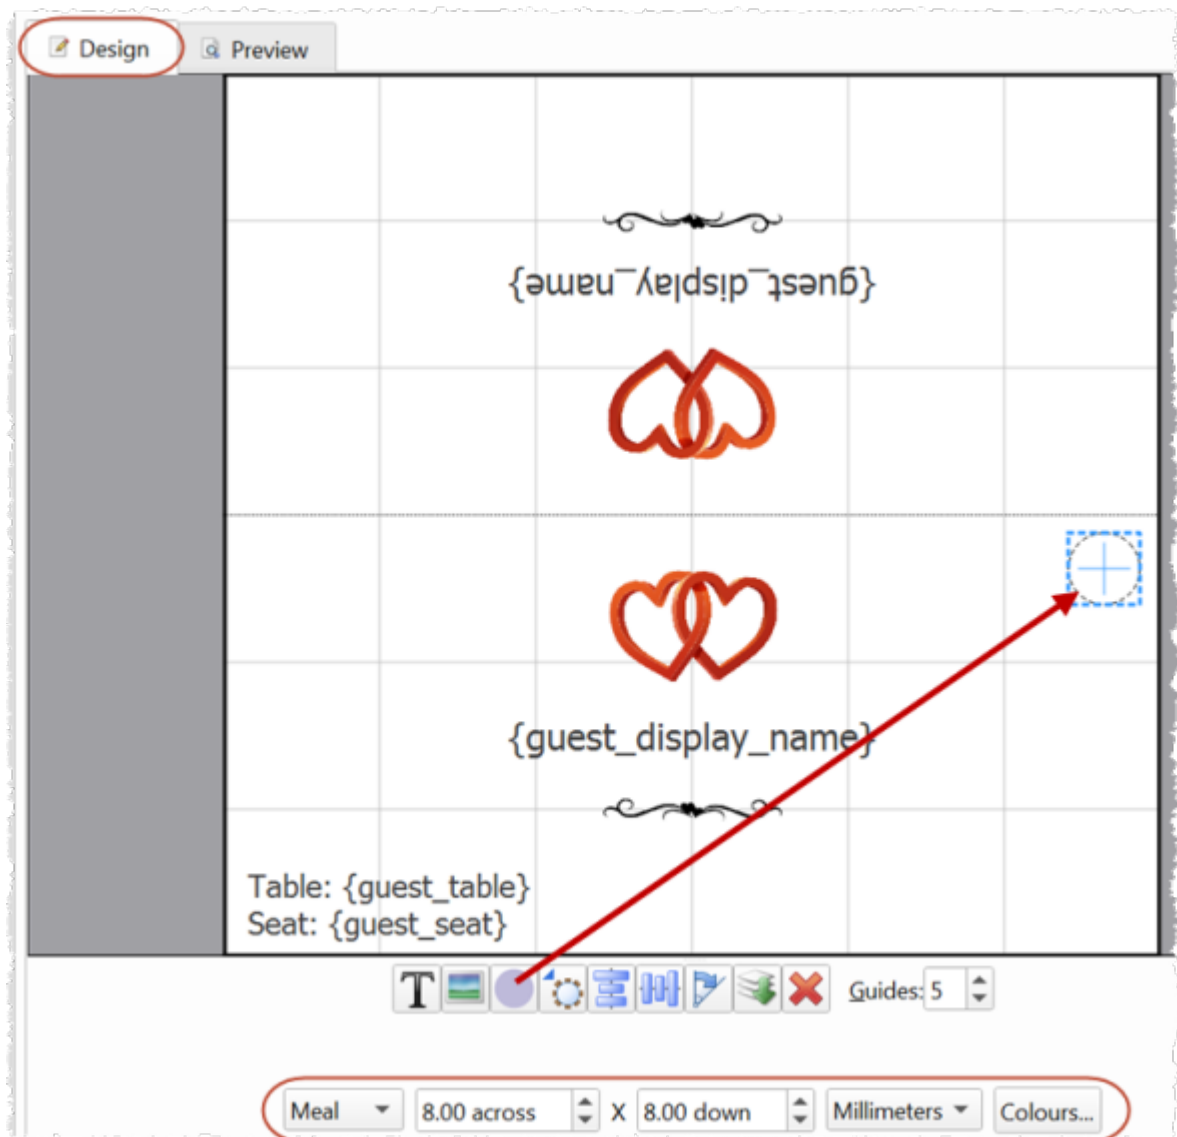 Design Preview
{guest_display_name}
{guest_display_name}
Table: {guest_table}
Seat: {guest_seat}
T Guides: 5
Meal 8.00 across X 8.00 down Millimeters Colours...